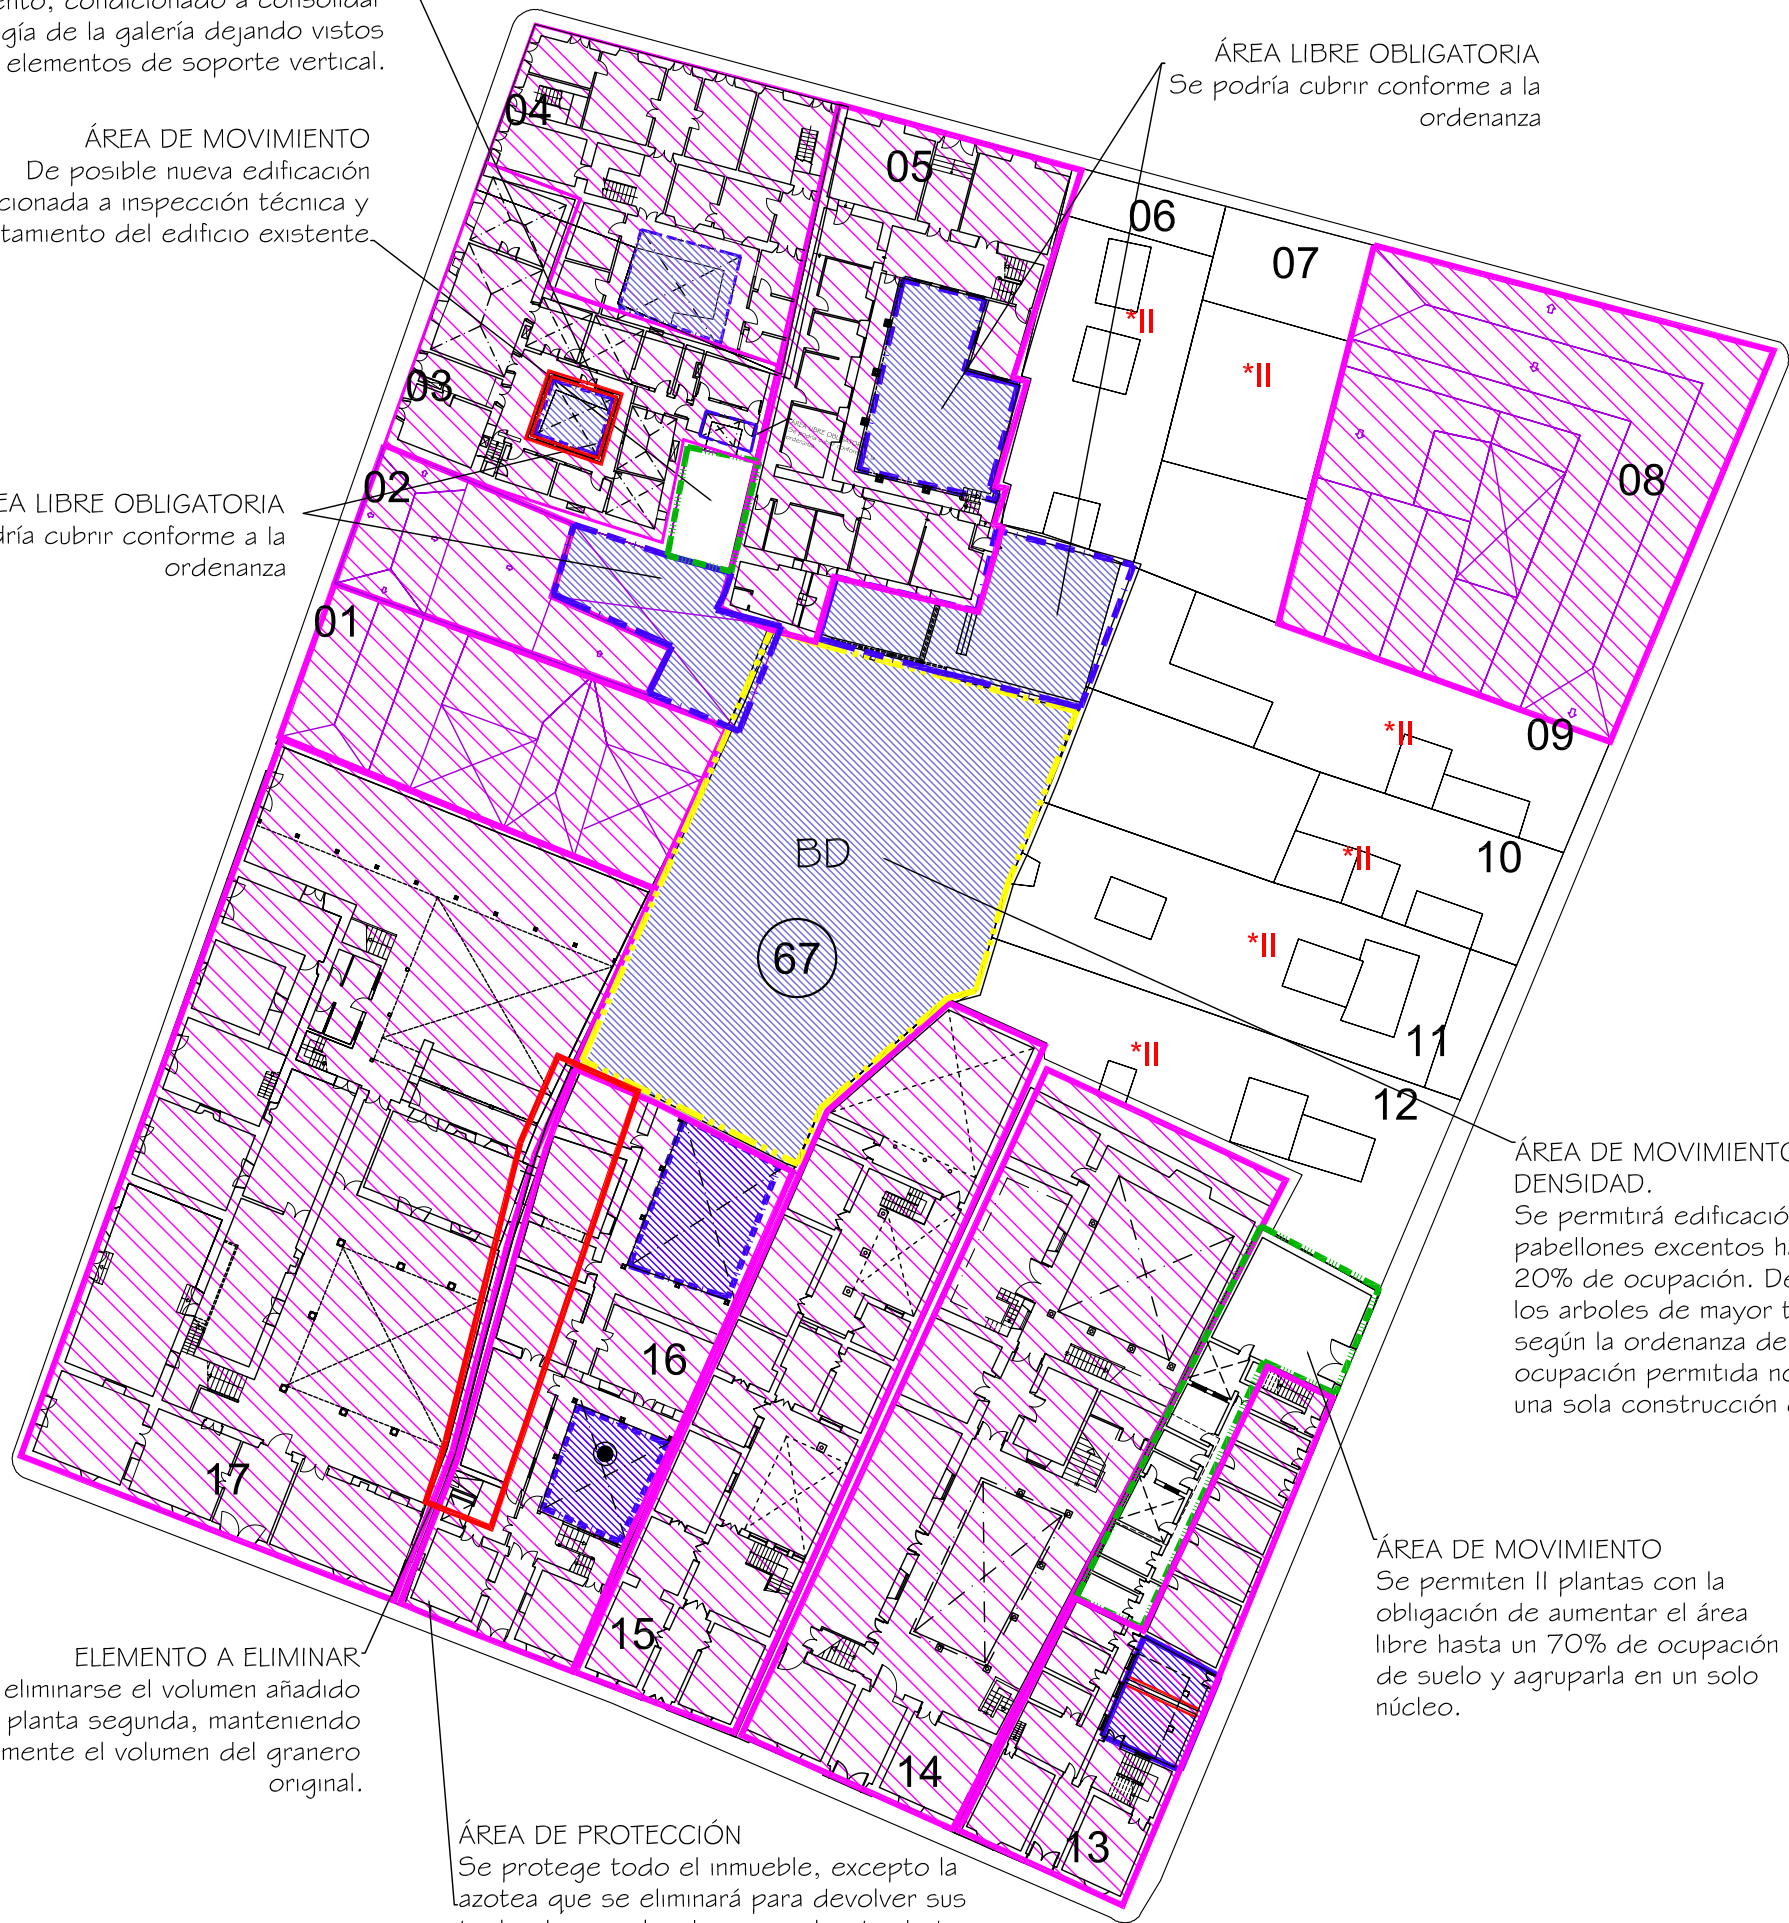 ento, condicionado a consolidar
gía de la galería dejando vistos
elementos de soporte vertical.
ÁREA DE MOVIMIENTO
De posible nueva edificación
cionada a inspección técnica y
tamiento del edificio existente
ÁREA LIBRE OBLIGATORIA
Se podría cubrir conforme a la
ordenanza
04
05
06
07
*II
*II
03
08
02
EA LIBRE OBLIGATORIA
dría cubrir conforme a la
ordenanza
01
09
*II
BD
10
*II
67
*II
11
*II
12
ÁREA DE MOVIMIENTO
DENSIDAD.
Se permitirá edificació
pabellones excentos h
20% de ocupación. De
los arboles de mayor t
según la ordenanza de
ocupación permitida no
una sola construcción
16
17
15
14
13
ÁREA DE MOVIMIENTO
Se permiten II plantas con la
obligación de aumentar el área
libre hasta un 70% de ocupación
de suelo y agruparla en un solo
núcleo.
ELEMENTO A ELIMINAR
eliminarse el volumen añadido
planta segunda, manteniendo
mente el volumen del granero
original.
ÁREA DE PROTECCIÓN
Se protege todo el inmueble, excepto la
azotea que se eliminará para devolver sus